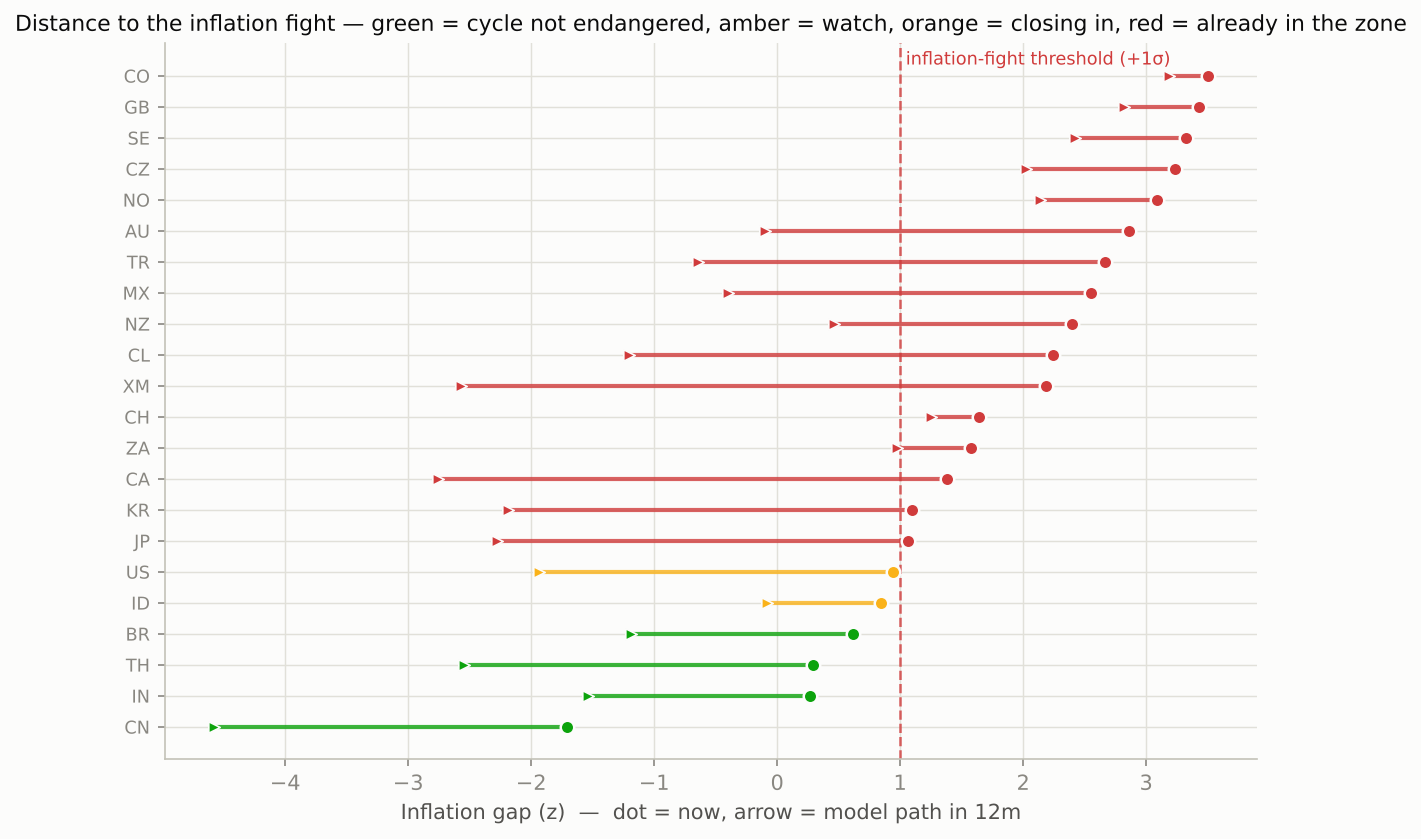 Distance to the inflation fight — green = cycle not endangered, amber = watch, orange = closing in, red = already in the zone
inflation-fight threshold (+1σ)
CO
GB
SE
CZ
NO
AU
TR
MX
NZ
CL
XM
CH
ZA
CA
KR
JP
US
ID
BR
TH
IN
CN
−4 −3 −2 −1 0 1 2 3
Inflation gap (z) — dot = now, arrow = model path in 12m